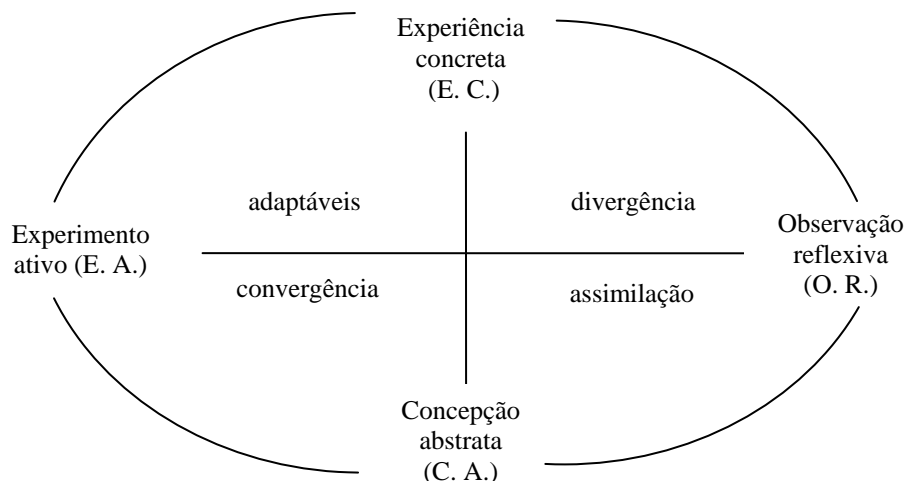 Experiência
concreta
(E. C.)
adaptáveis
divergência
Experimento
ativo (E. A.)
Observação
reflexiva
(O. R.)
convergência
assimilação
Concepção
abstrata
(C. A.)